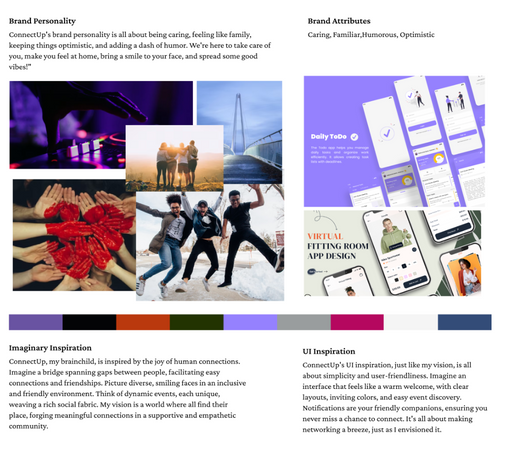 Brand Personality
ConnectUp's brand personality is all about being caring, feeling like family,
keeping things optimistic, and adding a dash of humor. We're here to take care of
you, make you feel at home, bring a smile to your face, and spread some good
vibes!"
Brand Attributes
Caring, Familiar,Humorous, Optimistic
Daily ToDo
VIRTUAL
FITTING ROOM
APP DESIGN
Imaginary Inspiration
ConnectUp, my brainchild, is inspired by the joy of human connections.
Imagine a bridge spanning gaps between people, facilitating easy
connections and friendships. Picture diverse, smiling faces in an inclusive
and friendly environment. Think of dynamic events, each unique,
weaving a rich social fabric. My vision is a world where all find their
place, forging meaningful connections in a supportive and empathetic
community.
UI Inspiration
ConnectUp's UI inspiration, just like my vision, is all
about simplicity and user-friendliness. Imagine an
interface that feels like a warm welcome, with clear
layouts, inviting colors, and easy event discovery.
Notifications are your friendly companions, ensuring you
never miss a chance to connect. It's all about making
networking a breeze, just as I envisioned it.